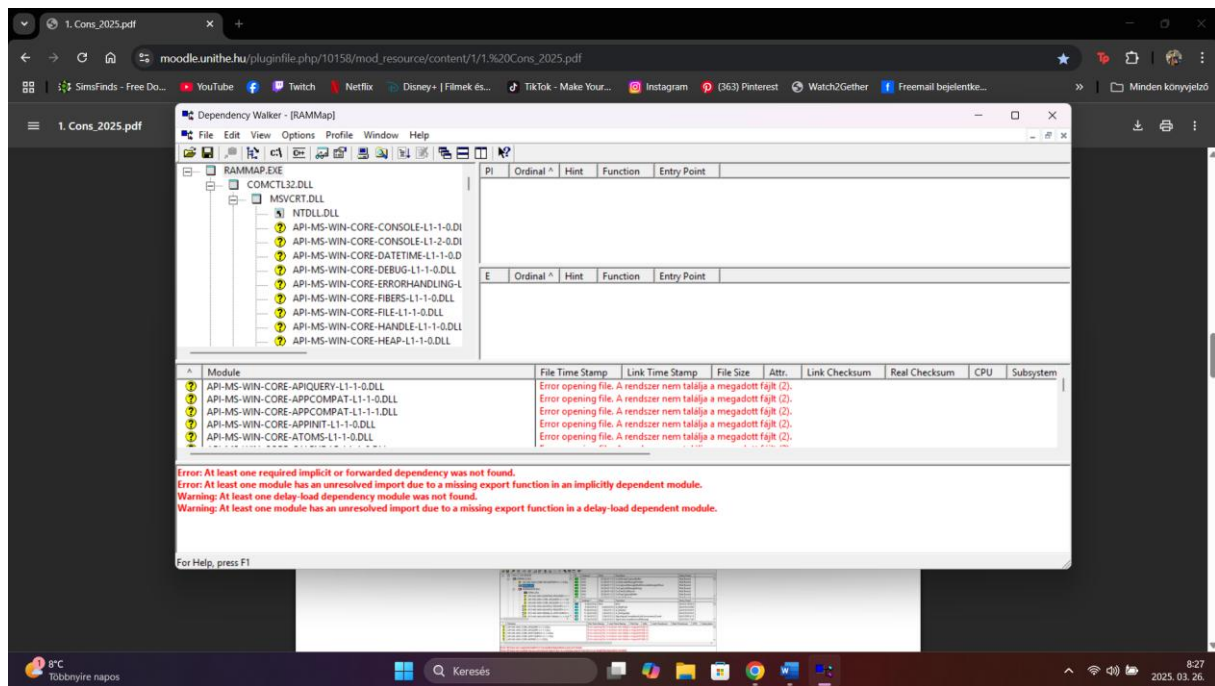 1. Cons_2025.pdf
moodle.unithe.hu/pluginfile.php/10158/mod_resource/content/1/1.%20Cons_2025.pdf
SimsFinds - Free Do... YouTube Twitch Netflix Disney+ | Filmek és... TikTok - Make Your... Instagram (363) Pinterest Watch2Gether Freemail bejelentke... » Minden könyvjelző
1. Cons_2025.pdf
Dependency Walker - [RAMMap]
File Edit View Options Profile Window Help
RAMMAP.EXE
COMCTL32.DLL
MSVCRT.DLL
NTDLL.DLL
API-MS-WIN-CORE-CONSOLE-L1-1-0.DL
API-MS-WIN-CORE-CONSOLE-L1-2-0.DL
API-MS-WIN-CORE-DATETIME-L1-1-0.D
API-MS-WIN-CORE-DEBUG-L1-1-0.DLL
API-MS-WIN-CORE-ERRORHANDLING-L
API-MS-WIN-CORE-FIBERS-L1-1-0.DLL
API-MS-WIN-CORE-FILE-L1-1-0.DLL
API-MS-WIN-CORE-HANDLE-L1-1-0.DLL
API-MS-WIN-CORE-HEAP-L1-1-0.DLL
PI Ordinal ^ Hint Function Entry Point
E Ordinal ^ Hint Function Entry Point
^ Module File Time Stamp Link Time Stamp File Size Attr. Link Checksum Real Checksum CPU Subsystem
API-MS-WIN-CORE-APIQUERY-L1-1-0.DLL Error opening file. A rendszer nem találja a megadott fájlt (2).
API-MS-WIN-CORE-APPCOMPAT-L1-1-0.DLL Error opening file. A rendszer nem találja a megadott fájlt (2).
API-MS-WIN-CORE-APPCOMPAT-L1-1-1.DLL Error opening file. A rendszer nem találja a megadott fájlt (2).
API-MS-WIN-CORE-APPINIT-L1-1-0.DLL Error opening file. A rendszer nem találja a megadott fájlt (2).
API-MS-WIN-CORE-ATOMS-L1-1-0.DLL Error opening file. A rendszer nem találja a megadott fájlt (2).
Error: At least one required implicit or forwarded dependency was not found.
Error: At least one module has an unresolved import due to a missing export function in an implicitly dependent module.
Warning: At least one delay-load dependency module was not found.
Warning: At least one module has an unresolved import due to a missing export function in a delay-load dependent module.
For Help, press F1
8°C
Többnyire napos
Keresés
8:27
2025. 03. 26.